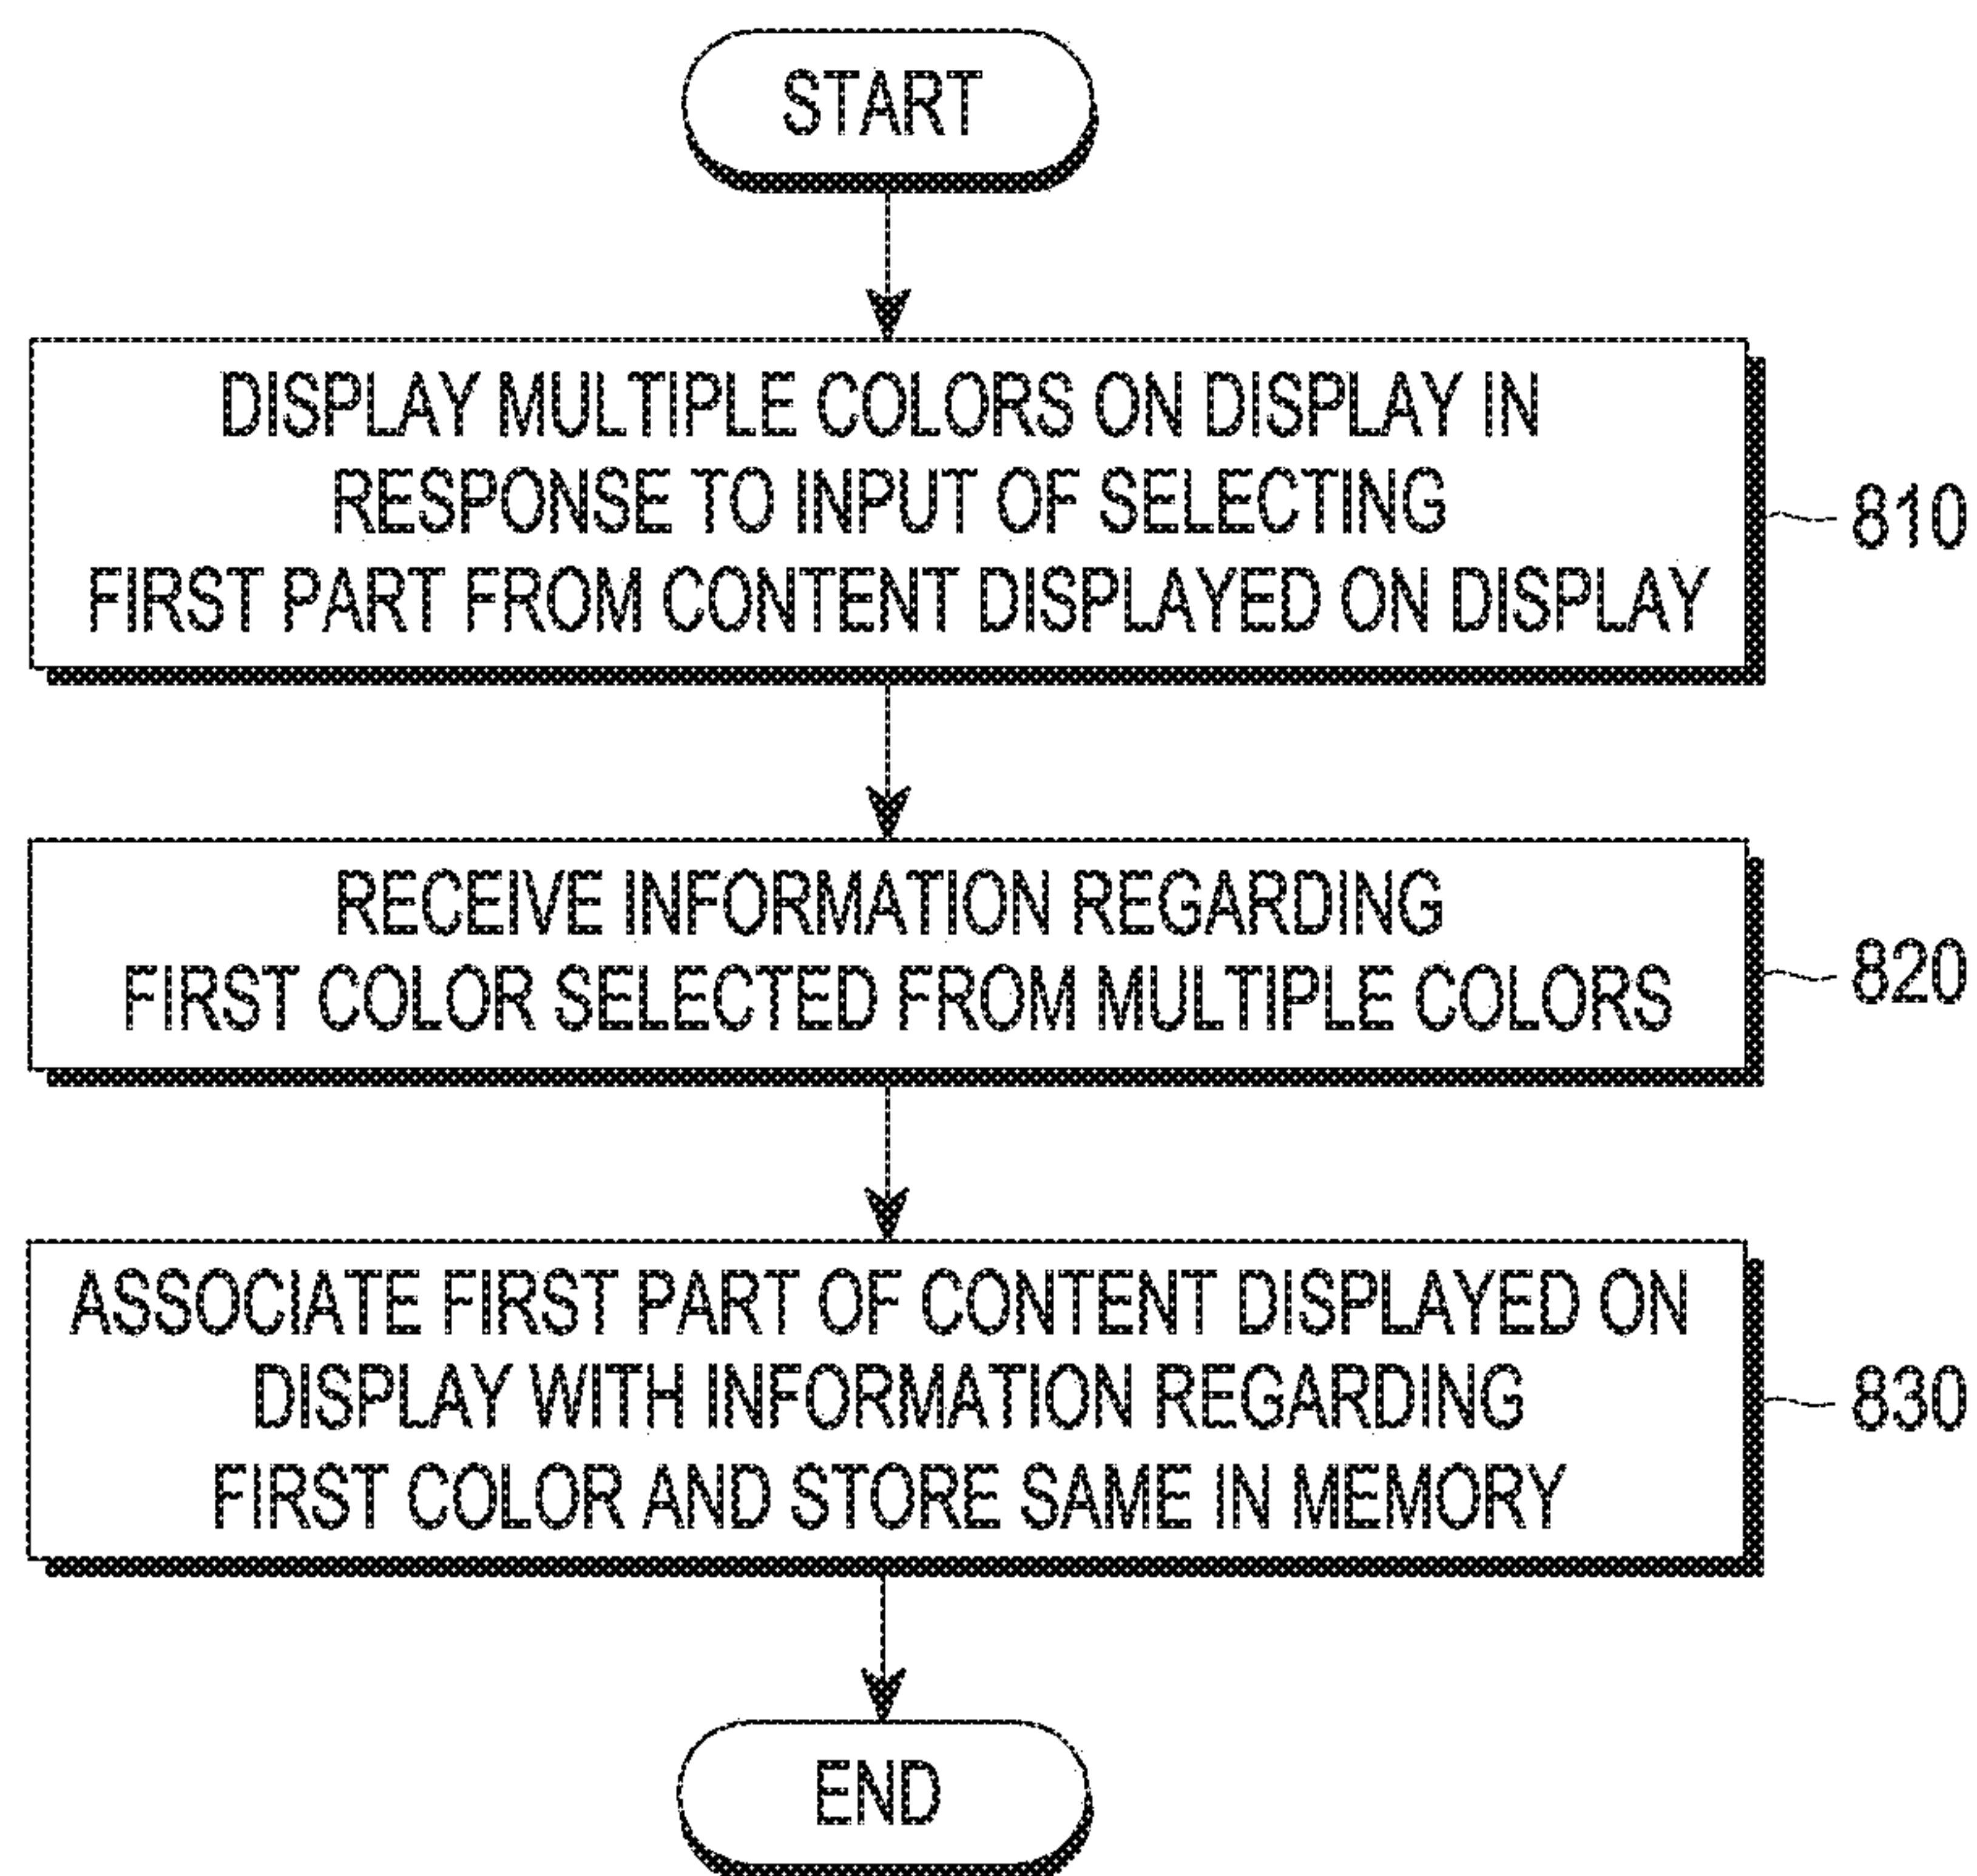 START
DISPLAY MULTIPLE COLORS ON DISPLAY IN
RESPONSE TO INPUT OF SELECTING
FIRST PART FROM CONTENT DISPLAYED ON DISPLAY
810
RECEIVE INFORMATION REGARDING
FIRST COLOR SELECTED FROM MULTIPLE COLORS
820
ASSOCIATE FIRST PART OF CONTENT DISPLAYED ON
DISPLAY WITH INFORMATION REGARDING
FIRST COLOR AND STORE SAME IN MEMORY
830
END